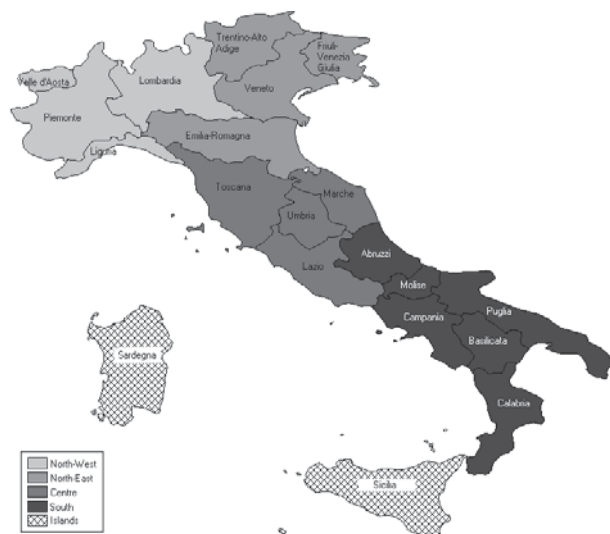 Trentino-Alto
Adige
Friuli-
Venezia
Giulia
Valle d'Aosta
Lombardia
Veneto
Piemonte
Emilia-Romagna
Liguria
Toscana
Marche
Umbria
Abruzzi
Lazio
Molise
Puglia
Campania
Basilicata
Sardegna
Calabria
Sicilia
North-West
North-East
Centre
South
Islands